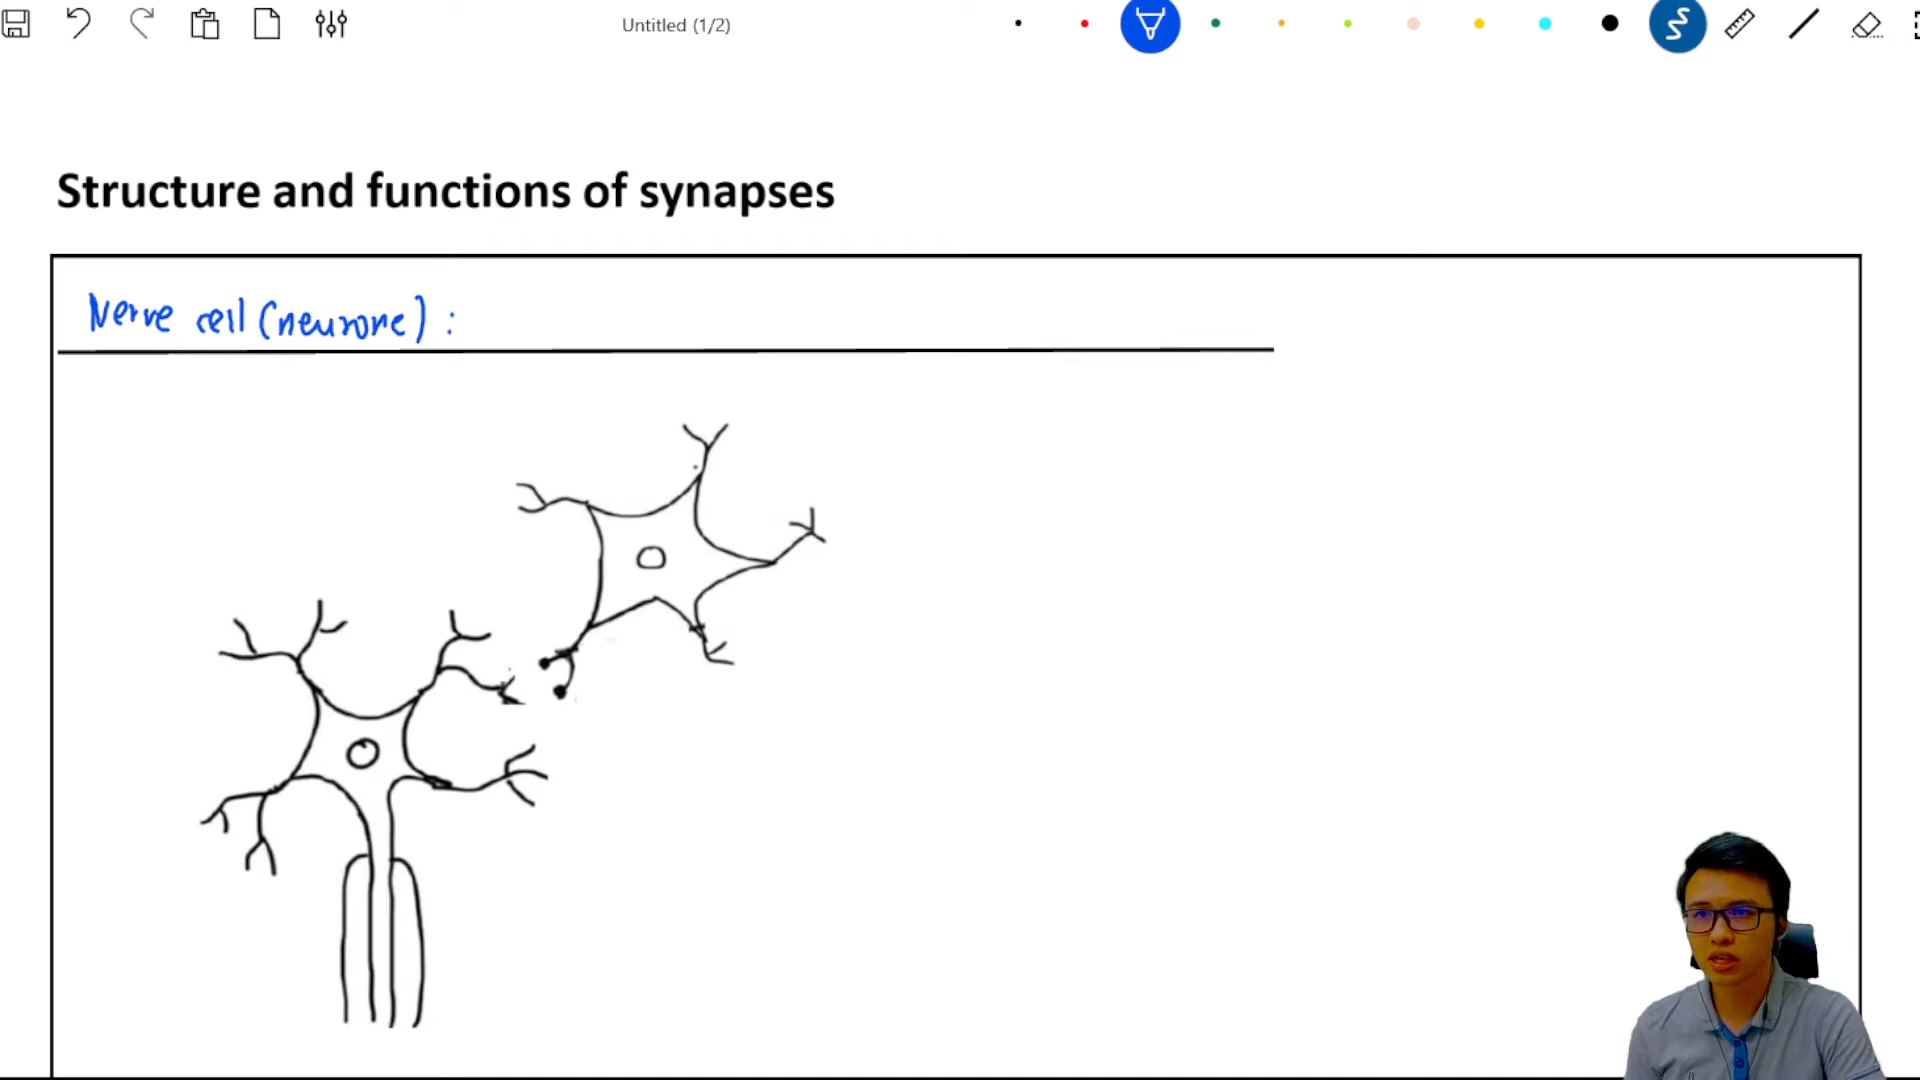 Untitled (1/2)
Structure and functions of synapses
Nerve cell (neurone) :